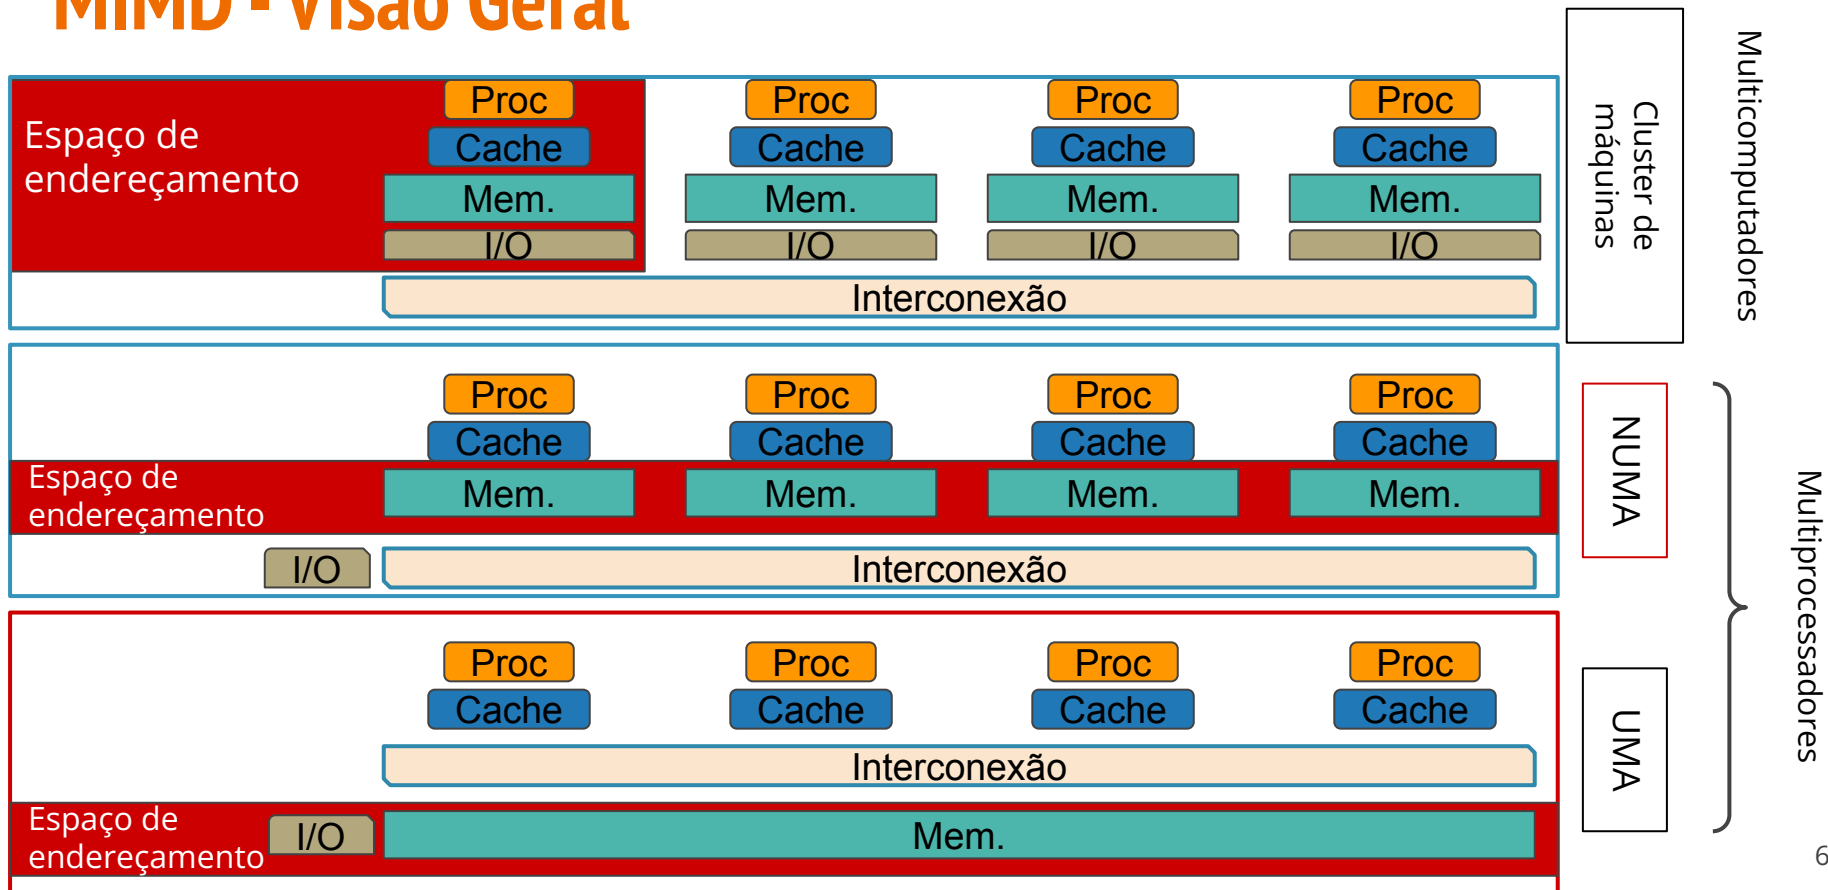 MIMD - Visão Geral
Espaço de
endereçamento
Proc Proc Proc Proc
Cache Cache Cache Cache
Mem. Mem. Mem. Mem.
I/O I/O I/O I/O
Interconexão
Cluster de
máquinas
Multicomputadores
Proc Proc Proc Proc
Cache Cache Cache Cache
Espaço de
endereçamento
Mem. Mem. Mem. Mem.
I/O
Interconexão
NUMA
Multiprocessadores
Proc Proc Proc Proc
Cache Cache Cache Cache
Interconexão
Espaço de
endereçamento
I/O
Mem.
UMA
6